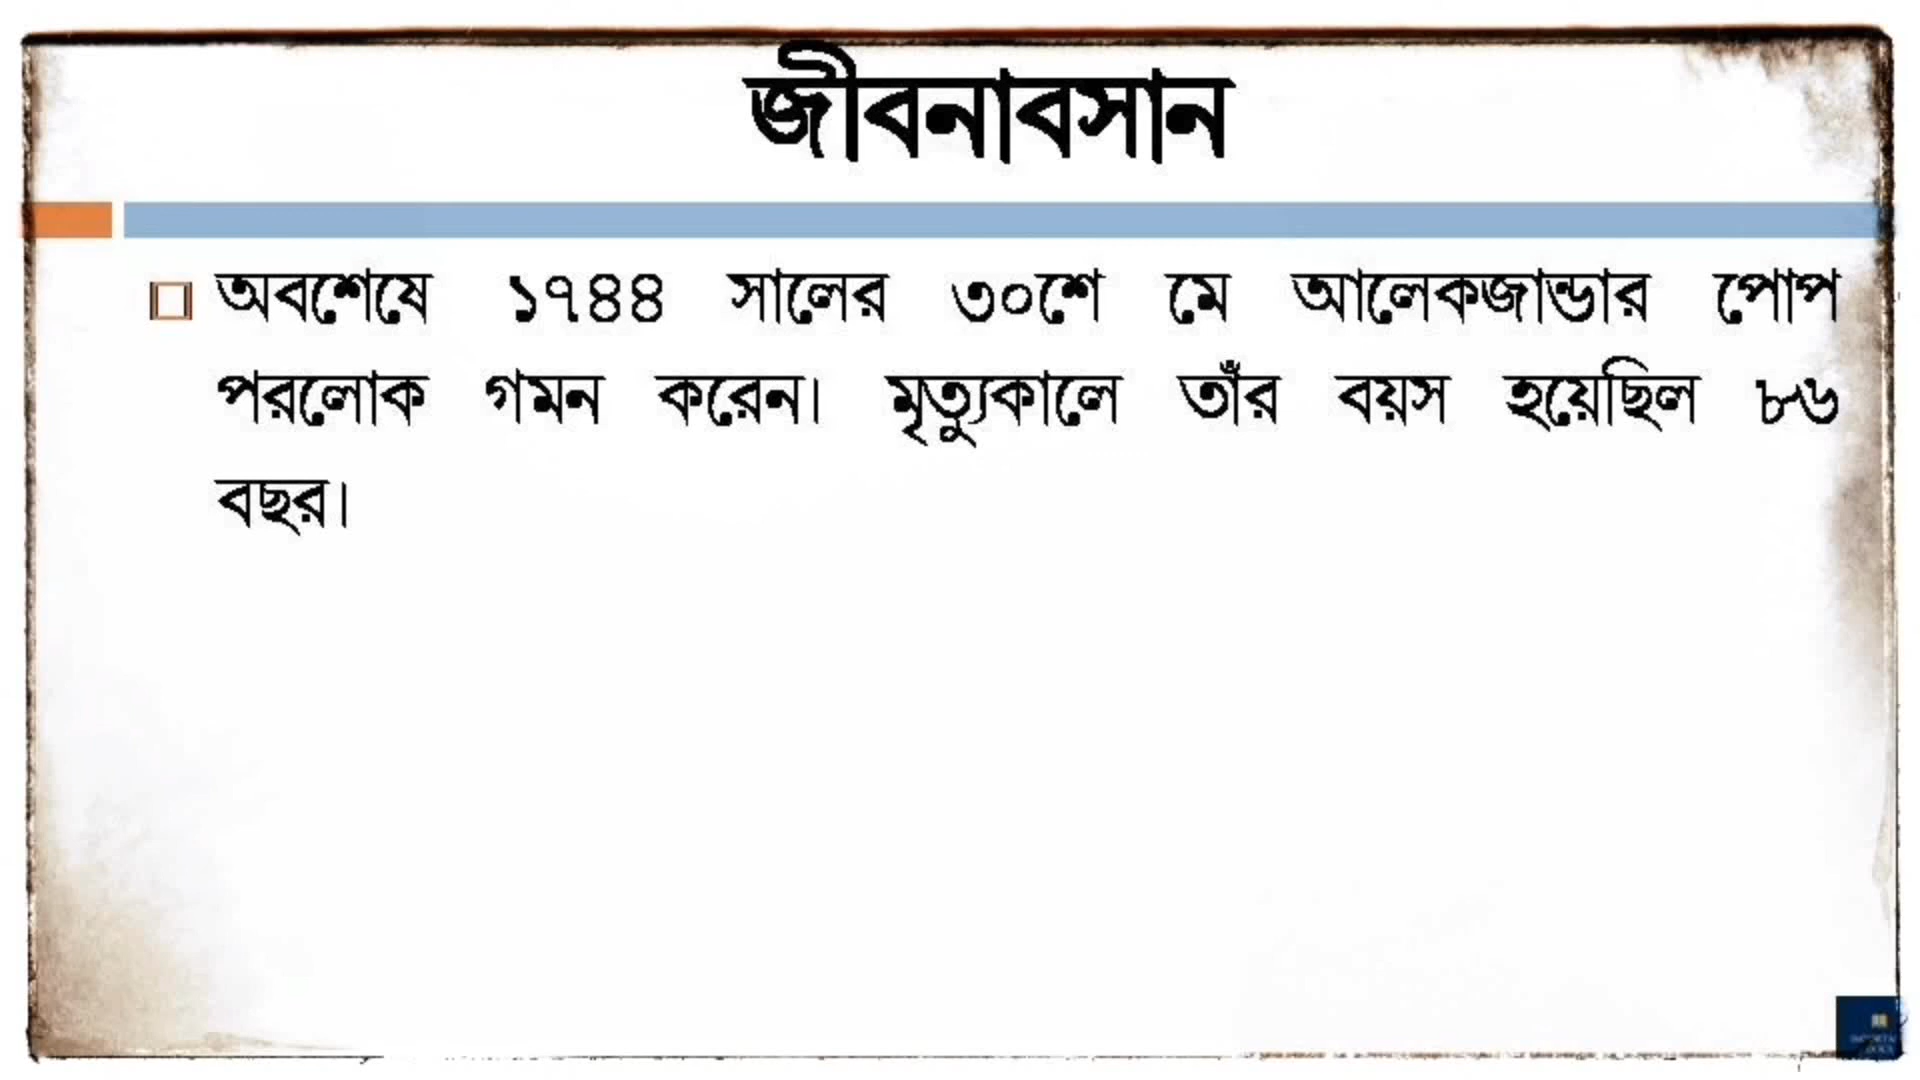 জীবনাবসান
অবশেষে ১৭৪৪ সালের ৩০শে মে আলেকজান্ডার পোপ
পরলোক গমন করেন। মৃত্যুকালে তাঁর বয়স হয়েছিল ৮৬
বছর।